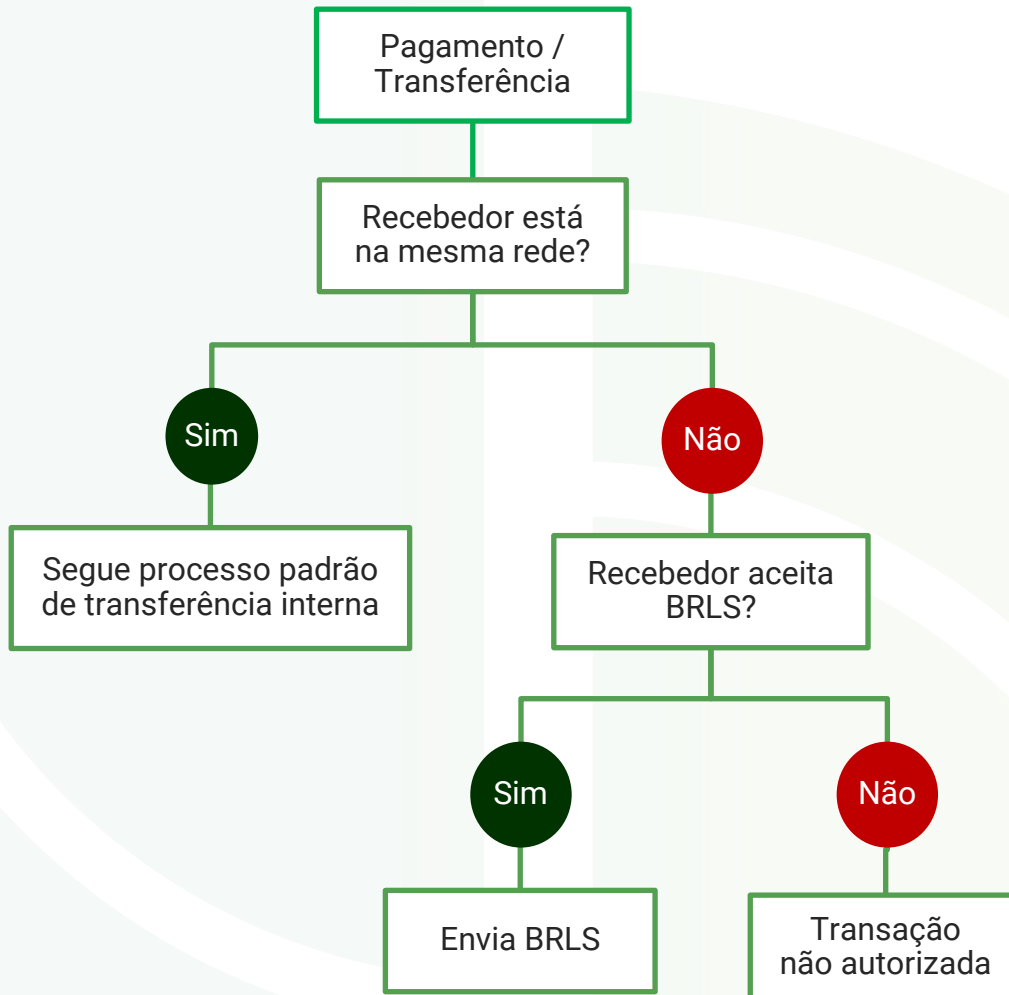 Pagamento /
Transferência
Recebedor está
na mesma rede?
Sim
Não
Segue processo padrão
de transferência interna
Recebedor aceita
BRLS?
Sim
Não
Envia BRLS
Transação
não autorizada